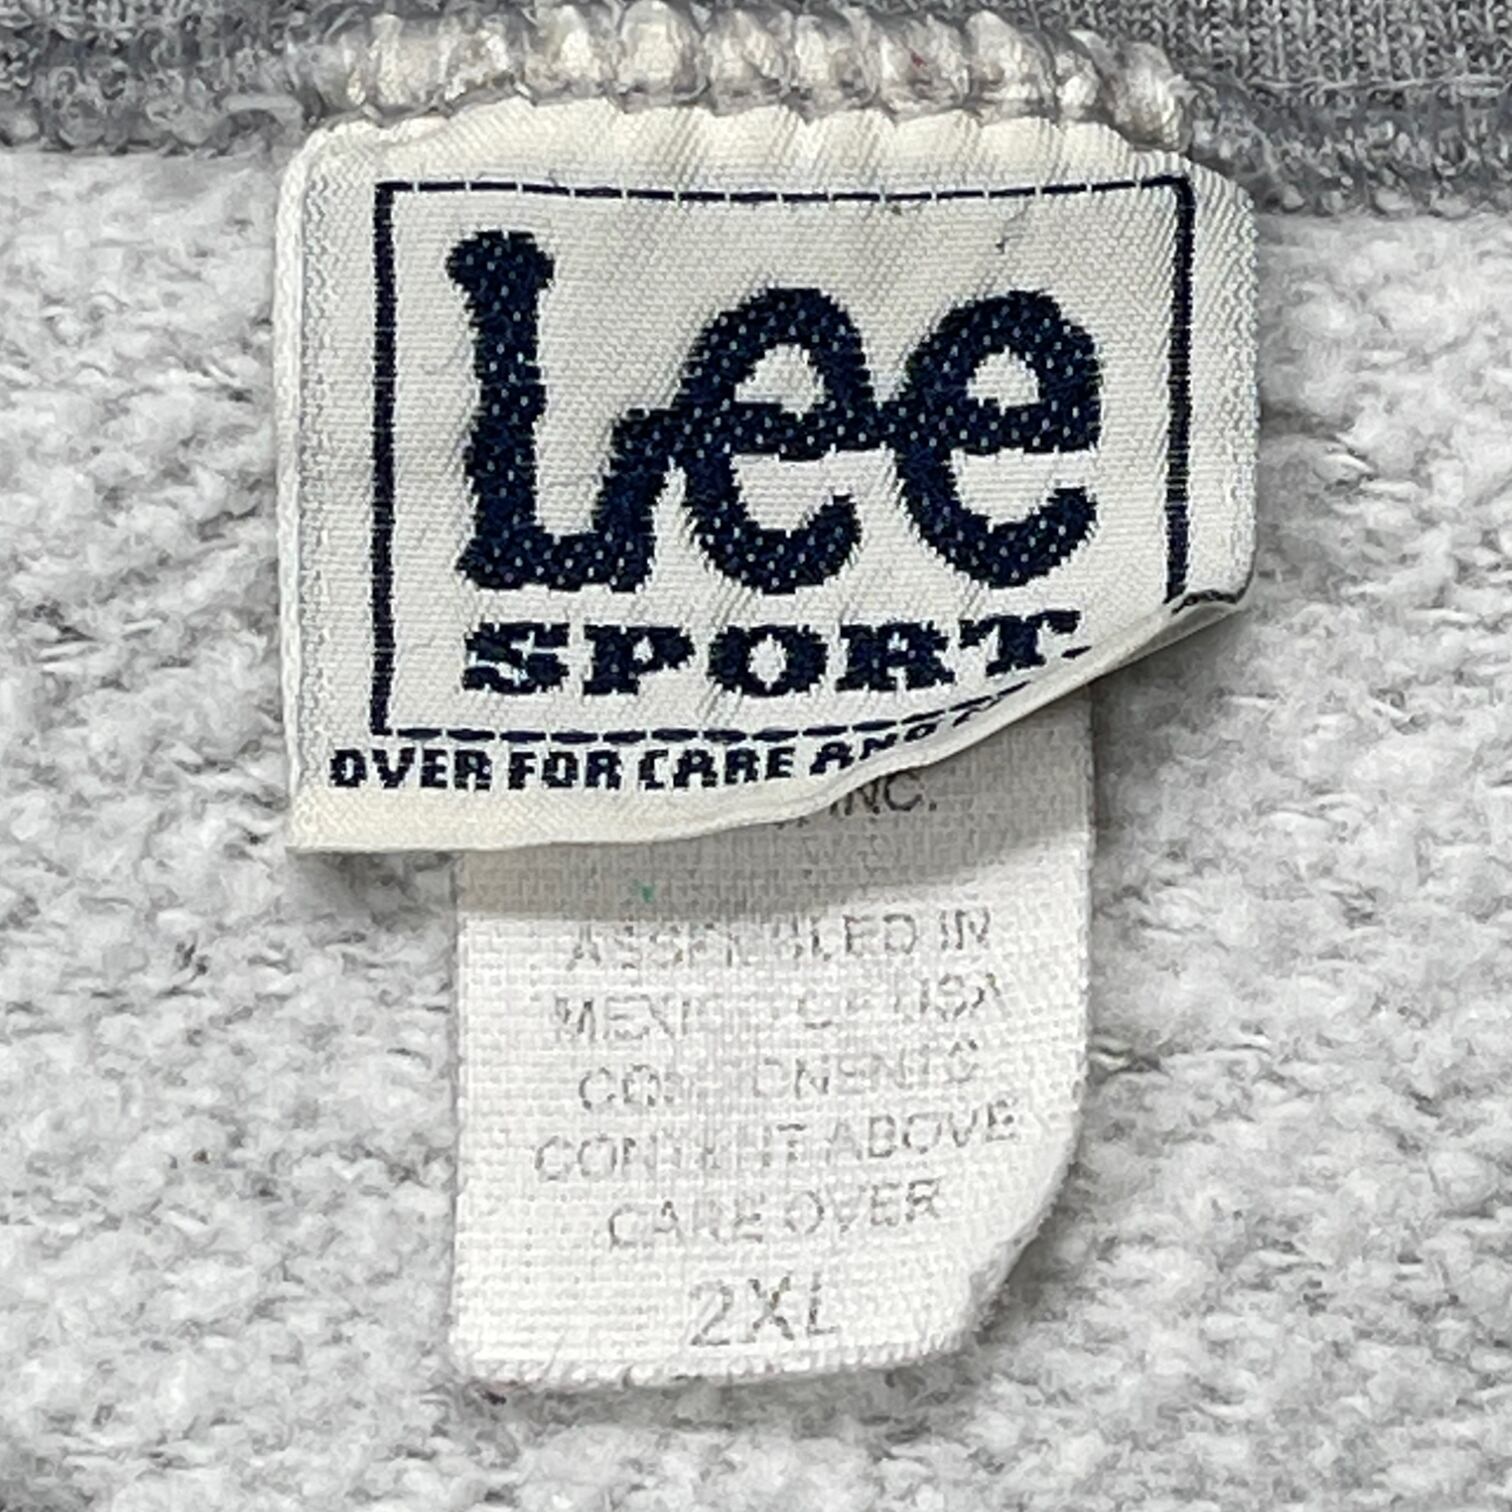 Lee
SPORT.
OVER FOR CARE AND
INC.
ASSEMBLED IN
MEXICO OF USA
COMPONENTS
CONTENT ABOVE
CARE OVER
2XL